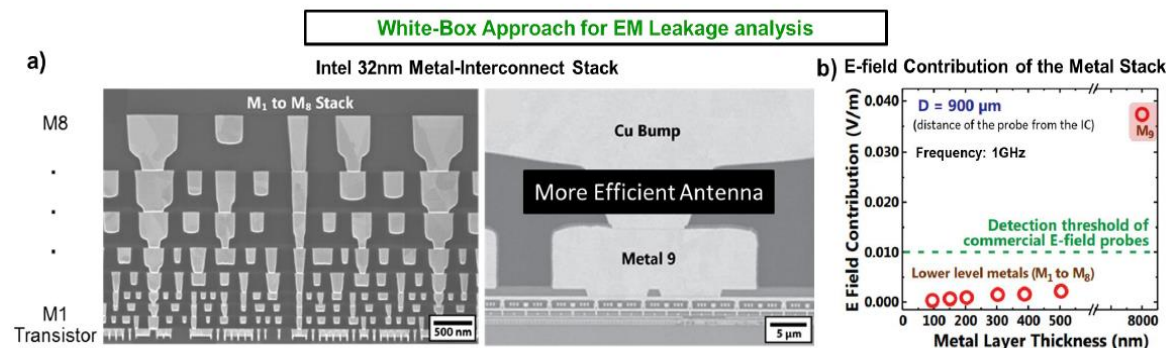 White-Box Approach for EM Leakage analysis
a)
Intel 32nm Metal-Interconnect Stack
M8
.
.
.
M1
Transistor
M₁ to M₈ Stack
500 nm
Cu Bump
More Efficient Antenna
Metal 9
5 µm
b) E-field Contribution of the Metal Stack
E Field Contribution (V/m)
0.040
0.030
0.020
0.010
0.000
D = 900 µm
(distance of the probe from the IC)
Frequency: 1GHz
M₉
Detection threshold of
commercial E-field probes
Lower level metals (M₁ to M₈)
0 100 200 300 400 500 8000
Metal Layer Thickness (nm)